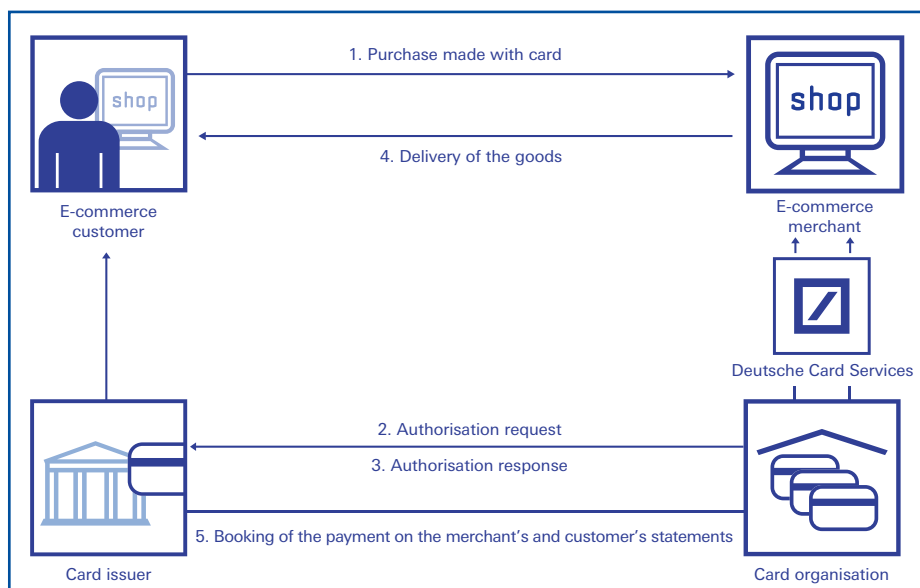 1. Purchase made with card
shop
shop
4. Delivery of the goods
E-commerce
customer
E-commerce
merchant
Deutsche Card Services
2. Authorisation request
3. Authorisation response
5. Booking of the payment on the merchant's and customer's statements
Card issuer
Card organisation